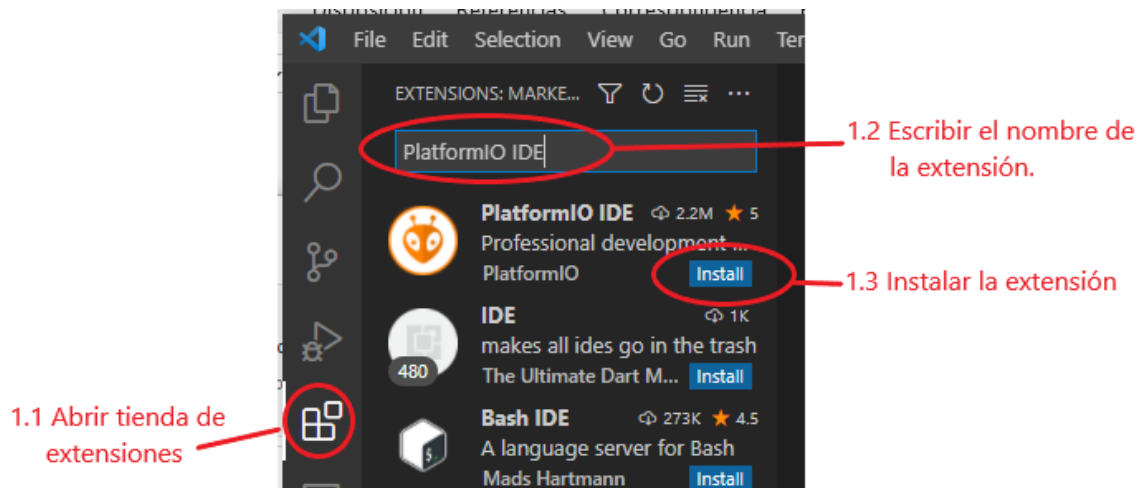 Disposición Referencias Correspondencia
File Edit Selection View Go Run Ter
EXTENSIONS: MARKE...
PlatformIO IDE
1.2 Escribir el nombre de
la extensión.
PlatformIO IDE 2.2M ★ 5
Professional development ...
PlatformIO Install
1.3 Instalar la extensión
IDE 1K
makes all ides go in the trash
480
The Ultimate Dart M... Install
1.1 Abrir tienda de
extensiones
Bash IDE 273K ★ 4.5
A language server for Bash
Mads Hartmann Install